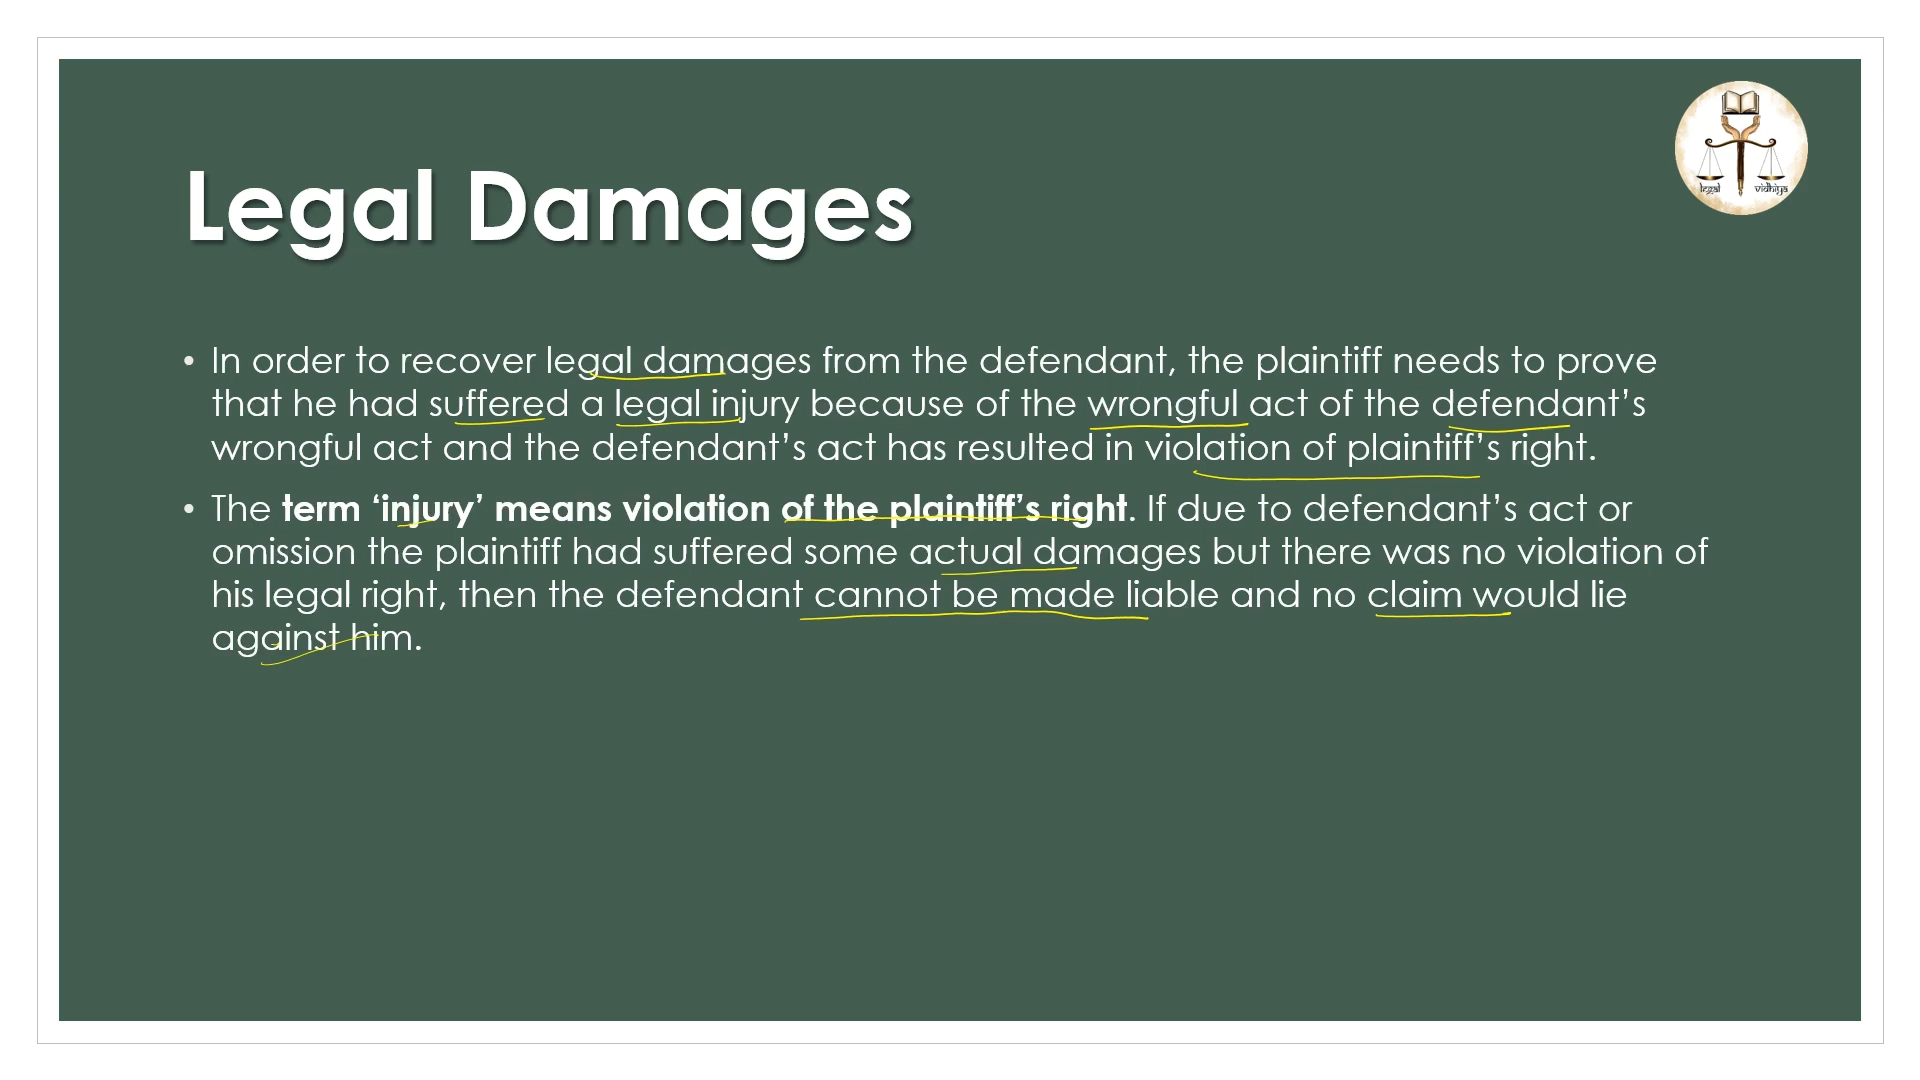 legal vidhiya
Legal Damages
• In order to recover legal damages from the defendant, the plaintiff needs to prove
that he had suffered a legal injury because of the wrongful act of the defendant’s
wrongful act and the defendant’s act has resulted in violation of plaintiff’s right.
• The term ‘injury’ means violation of the plaintiff’s right. If due to defendant’s act or
omission the plaintiff had suffered some actual damages but there was no violation of
his legal right, then the defendant cannot be made liable and no claim would lie
against him.